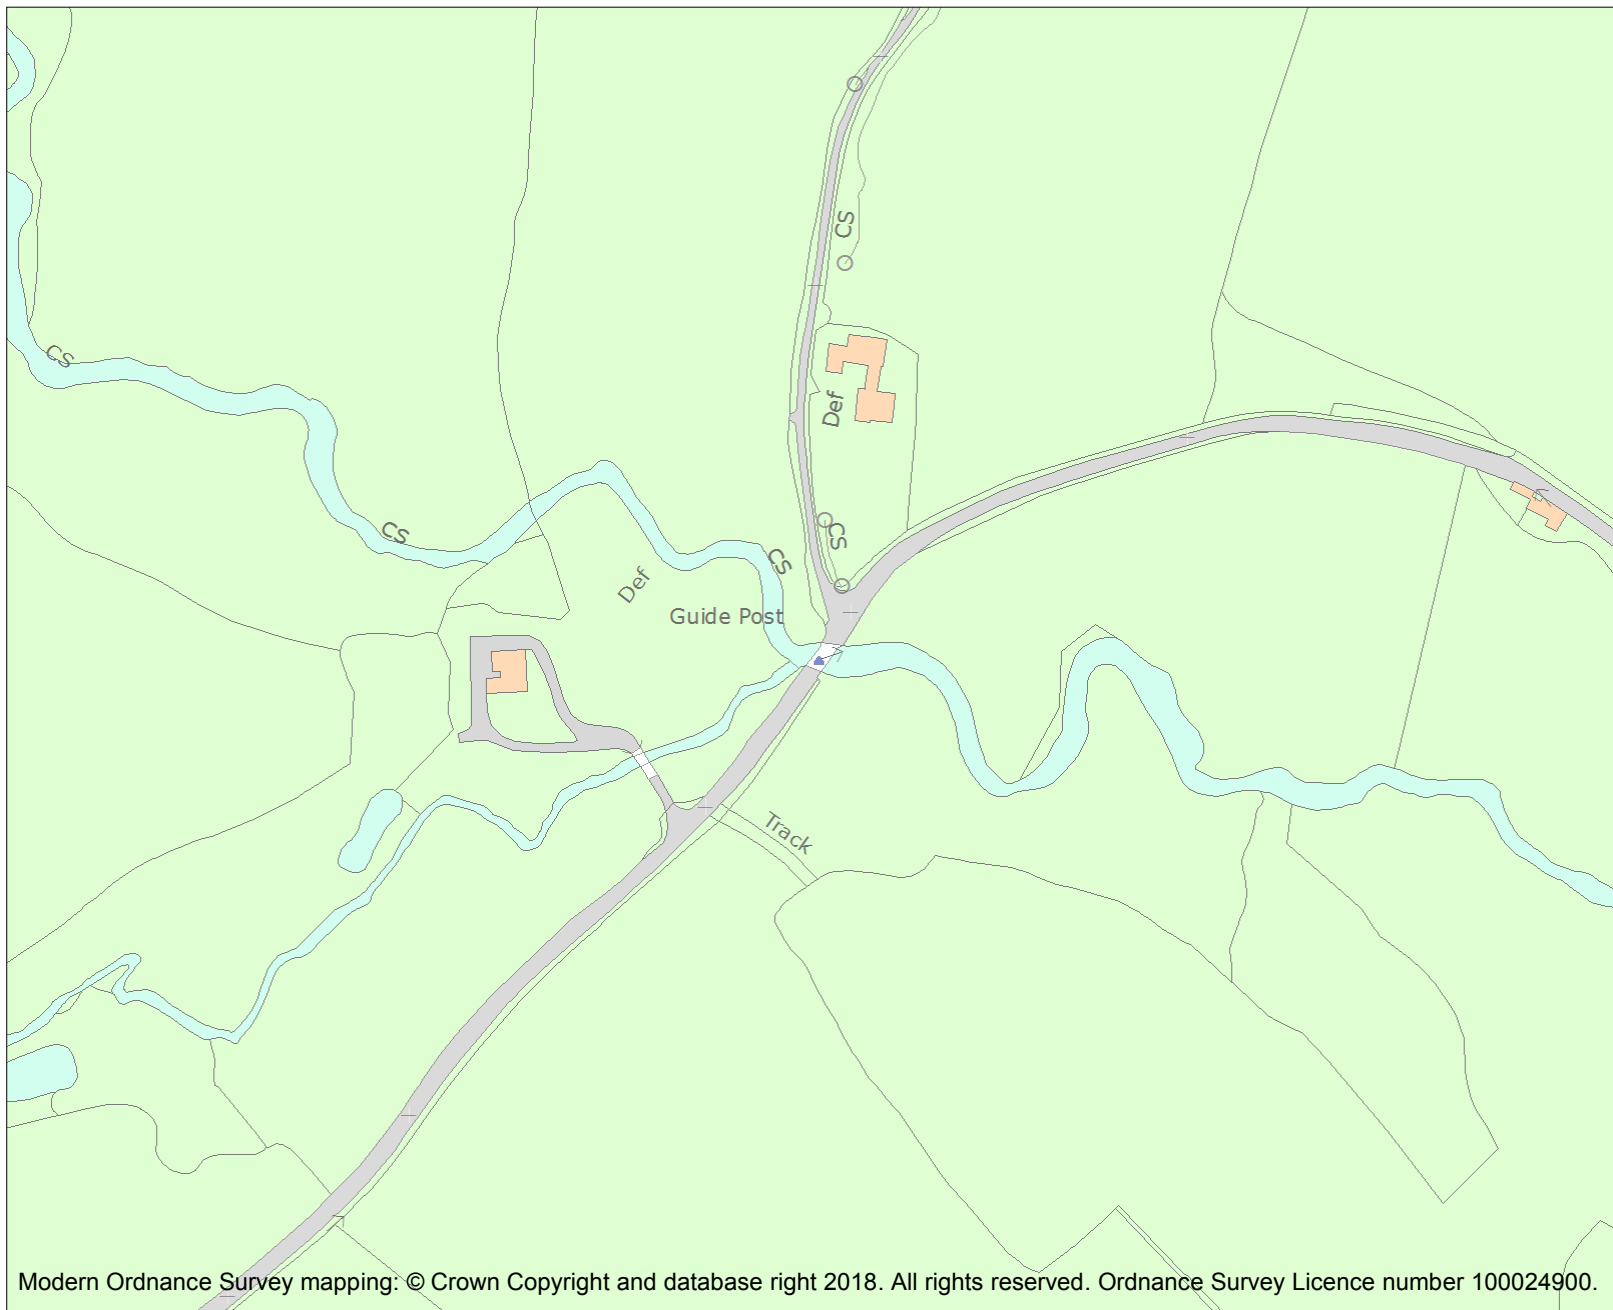 CS
CS
Def
CS
CS
CS
CS
Def
Guide Post
Track
Modern Ordnance Survey mapping: © Crown Copyright and database right 2018. All rights reserved. Ordnance Survey Licence number 100024900.